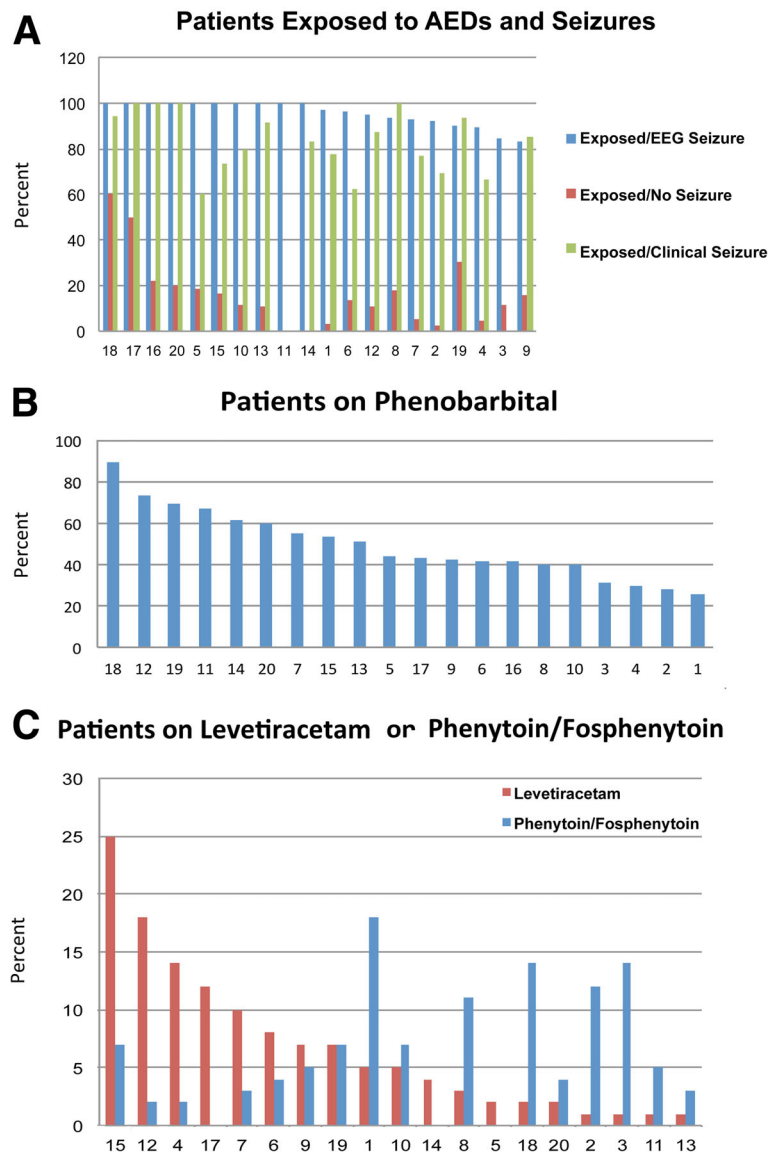 A
Patients Exposed to AEDs and Seizures
120
100
80
60
40
20
0
Percent
18 17 16 20 5 15 10 13 11 14 1 6 12 8 7 2 19 4 3 9
Exposed/EEG Seizure
Exposed/No Seizure
Exposed/Clinical Seizure
B
Patients on Phenobarbital
100
80
60
40
20
0
Percent
18 12 19 11 14 20 7 15 13 5 17 9 6 16 8 10 3 4 2 1
C
Patients on Levetiracetam or Phenytoin/Fosphenytoin
30
25
20
15
10
5
0
Percent
Levetiracetam
Phenytoin/Fosphenytoin
15 12 4 17 7 6 9 19 1 10 14 8 5 18 20 2 3 11 13